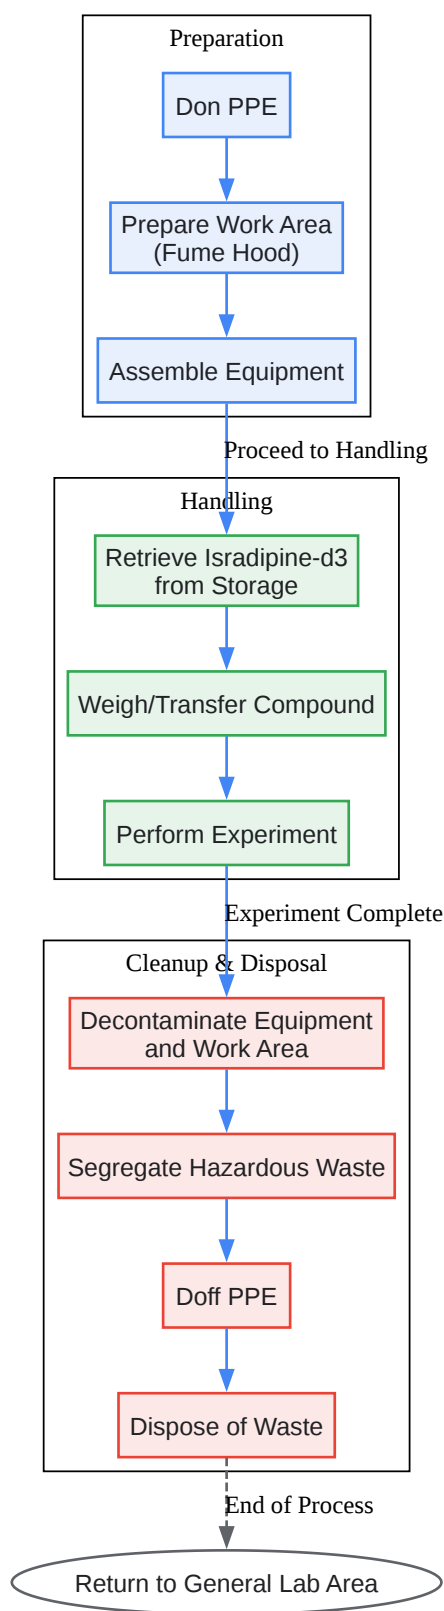 Preparation
Don PPE
Prepare Work Area
(Fume Hood)
Assemble Equipment
Proceed to Handling
Handling
Retrieve Isradipine-d3
from Storage
Weigh/Transfer Compound
Perform Experiment
Experiment Complete
Cleanup & Disposal
Decontaminate Equipment
and Work Area
Segregate Hazardous Waste
Doff PPE
Dispose of Waste
End of Process
Return to General Lab Area